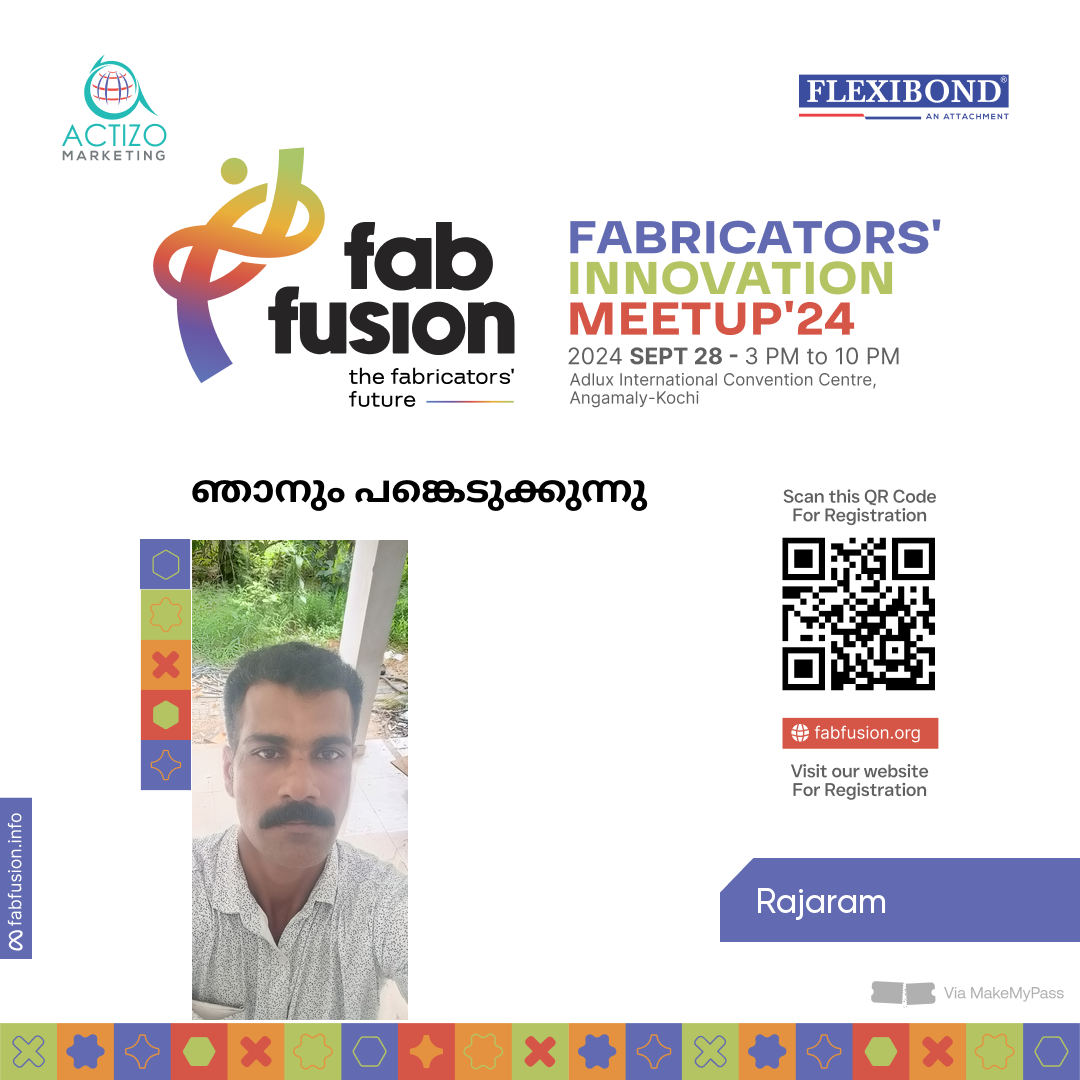 ACTIZO
MARKETING
FLEXIBOND®
AN ATTACHMENT
fab
fusion
the fabricators'
future
FABRICATORS'
INNOVATION
MEETUP'24
2024 SEPT 28 - 3 PM to 10 PM
Adlux International Convention Centre,
Angamaly-Kochi
ഞാനും പങ്കെടുക്കുന്നു
Scan this QR Code
For Registration
fabfusion.org
Visit our website
For Registration
fabfusion.info
Rajaram
Via MakeMyPass